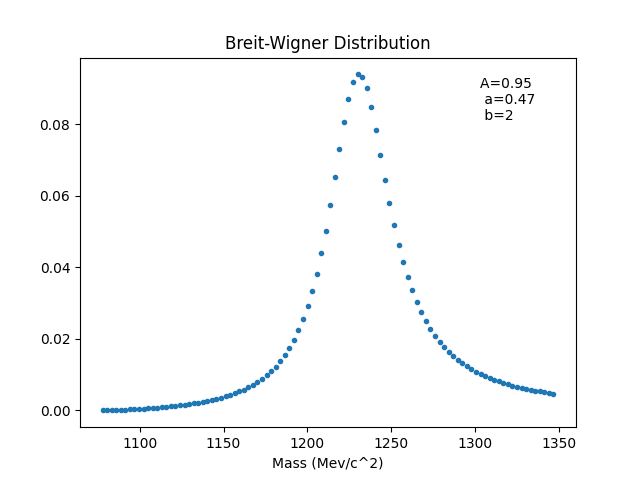 Breit-Wigner Distribution
A=0.95
a=0.47
b=2
0.08
0.06
0.04
0.02
0.00
1100 1150 1200 1250 1300 1350
Mass (Mev/c^2)